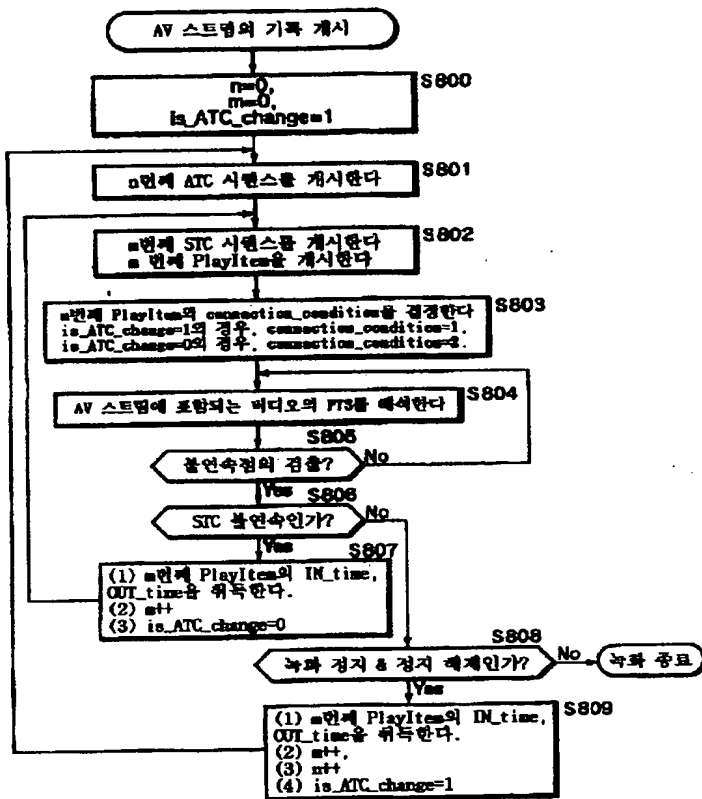 AV 스트림의 기록 개시
n=0,
m=0,
is_ATC_change=1
S800
S801
n번째 ATC 시퀀스를 개시한다
S802
m번째 STC 시퀀스를 개시한다
m 번째 PlayItem을 개시한다
S803
m번째 PlayItem의 connection_condition을 결정한다
is_ATC_change=1의 경우, connection_condition=1.
is_ATC_change=0의 경우, connection_condition=2.
S804
AV 스트림에 포함되는 비디오의 PTS를 해석한다
S805
불연속점의 검출?
No
Yes
S806
STC 불연속인가?
No
Yes
S807
(1) m번째 PlayItem의 IN_time,
OUT_time을 취득한다.
(2) m++
(3) is_ATC_change=0
S808
녹화 정지 & 정지 해제인가?
No
녹화 종료
Yes
S809
(1) m번째 PlayItem의 IN_time,
OUT_time을 취득한다.
(2) m++,
(3) n++
(4) is_ATC_change=1